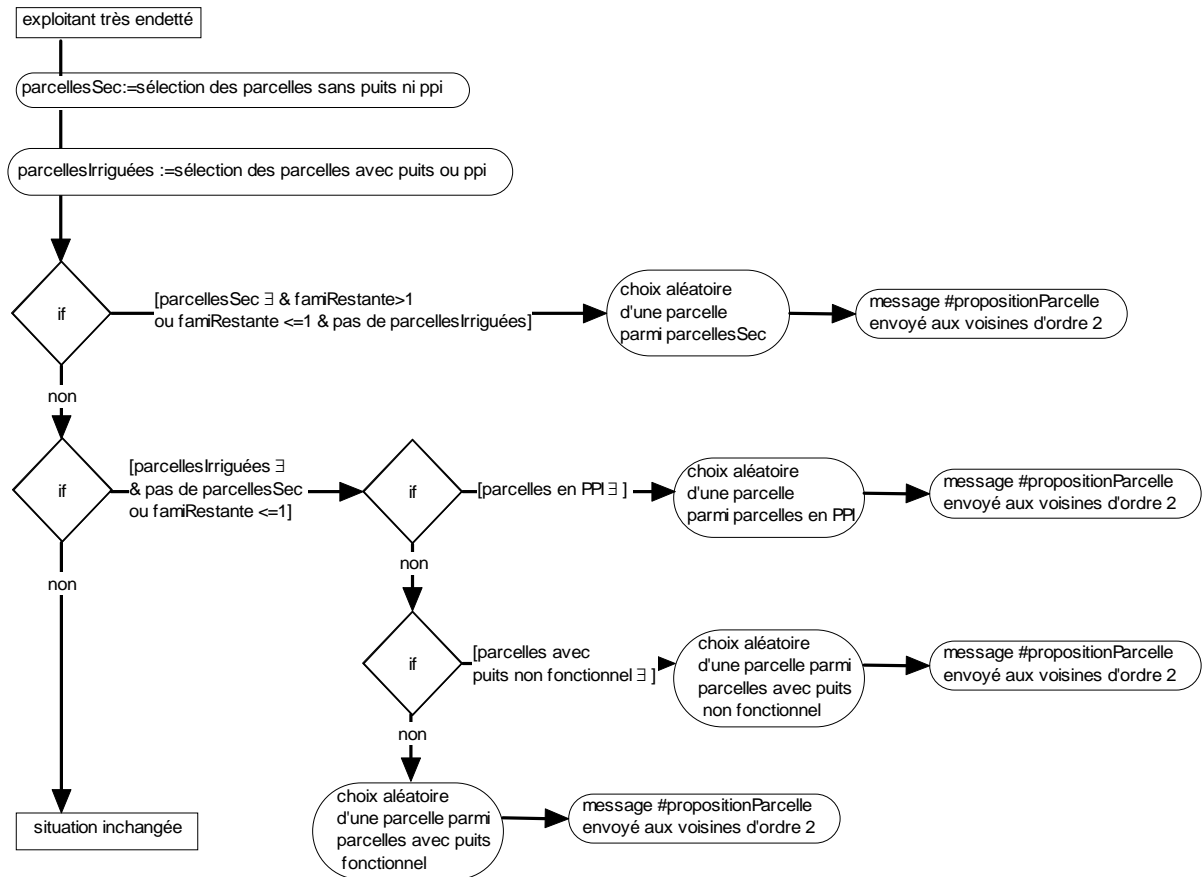 exploitant très endetté
parcellesSec:=sélection des parcelles sans puits ni ppi
parcellesIrriguées :=sélection des parcelles avec puits ou ppi
if
[parcellesSec ∃ & famiRestante>1
ou famiRestante <=1 & pas de parcellesIrriguées]
choix aléatoire
d'une parcelle
parmi parcellesSec
message #propositionParcelle
envoyé aux voisines d'ordre 2
non
if
[parcellesIrriguées ∃
& pas de parcellesSec
ou famiRestante <=1]
if
[parcelles en PPI ∃ ]
choix aléatoire
d'une parcelle
parmi parcelles en PPI
message #propositionParcelle
envoyé aux voisines d'ordre 2
non
non
if
[parcelles avec
puits non fonctionnel ∃ ]
choix aléatoire
d'une parcelle parmi
parcelles avec puits
non fonctionnel
message #propositionParcelle
envoyé aux voisines d'ordre 2
non
choix aléatoire
d'une parcelle parmi
parcelles avec puits
fonctionnel
message #propositionParcelle
envoyé aux voisines d'ordre 2
situation inchangée